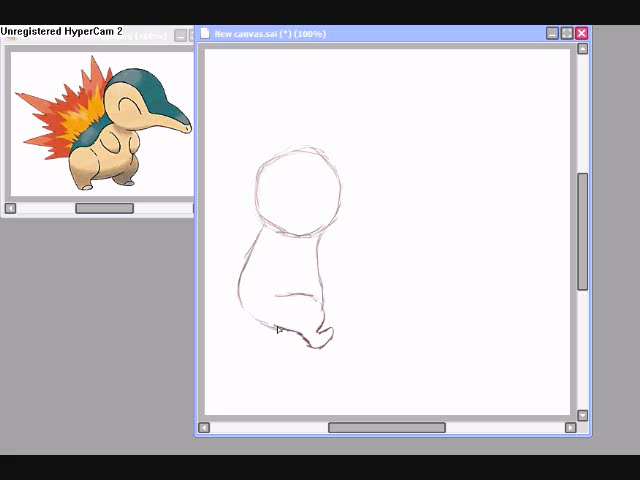 Unregistered HyperCam 2
New canvas.sai (*) (100%)